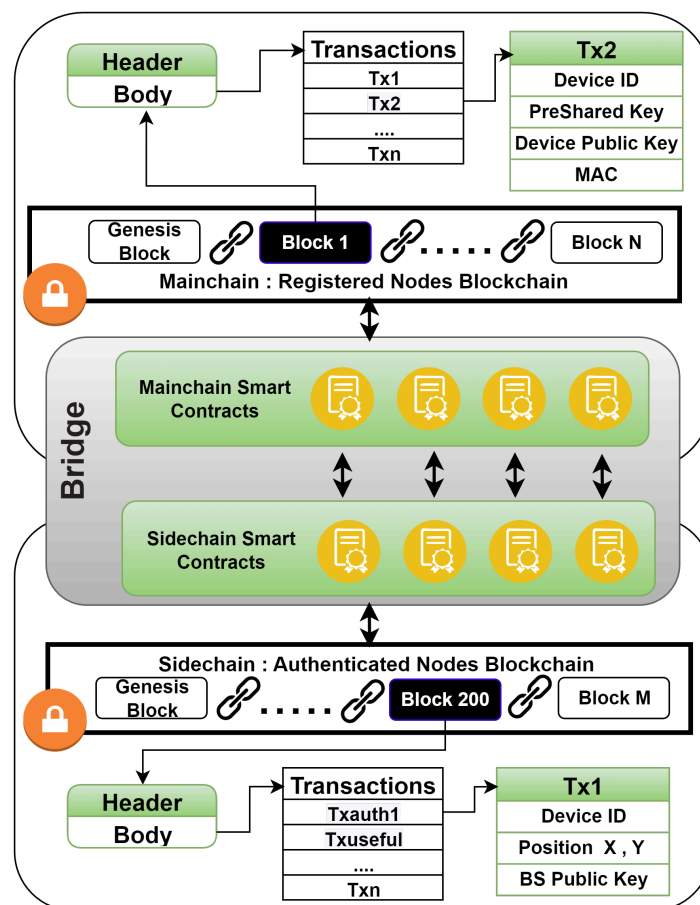 Header
Body
Transactions
Tx1
Tx2
....
Txn
Tx2
Device ID
PreShared Key
Device Public Key
MAC
Genesis
Block
Block 1
.....
Block N
Mainchain : Registered Nodes Blockchain
Bridge
Mainchain Smart
Contracts
Sidechain Smart
Contracts
Sidechain : Authenticated Nodes Blockchain
Genesis
Block
.....
Block 200
Block M
Header
Body
Transactions
Txauth1
Txuseful
....
Txn
Tx1
Device ID
Position X , Y
BS Public Key